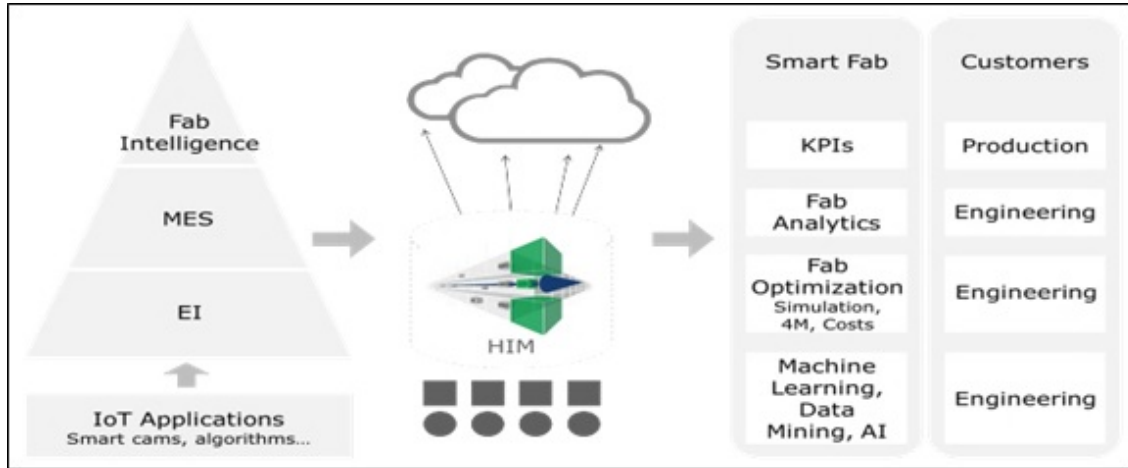 Fab
Intelligence
MES
EI
IoT Applications
Smart cams, algorithms...
HIM
Smart Fab
KPIs
Fab
Analytics
Fab
Optimization
Simulation,
4M, Costs
Machine
Learning,
Data
Mining, AI
Customers
Production
Engineering
Engineering
Engineering